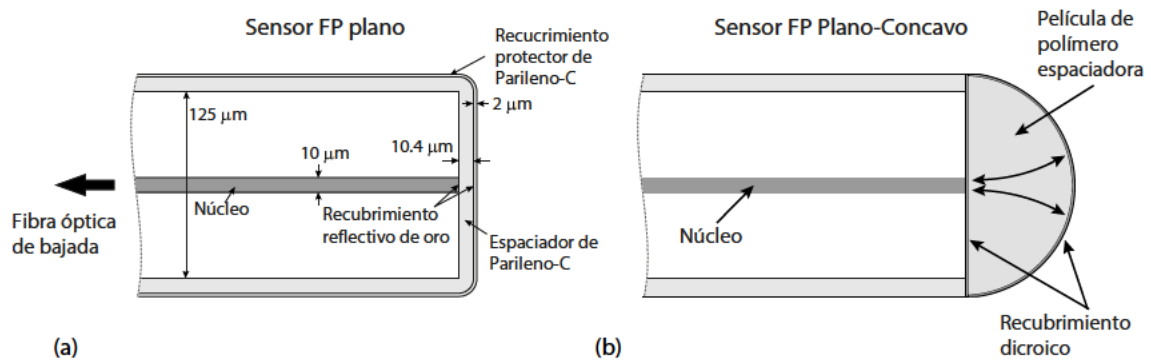 Sensor FP plano
Recucrimiento
protector de
Parileno-C
2 μm
125 μm
10 μm
10.4 μm
Núcleo
Fibra óptica
de bajada
Recubrimiento
reflectivo de oro
Espaciador de
Parileno-C
(a)
Sensor FP Plano-Concavo
Película de
polímero
espaciadora
Núcleo
Recubrimiento
dicroico
(b)